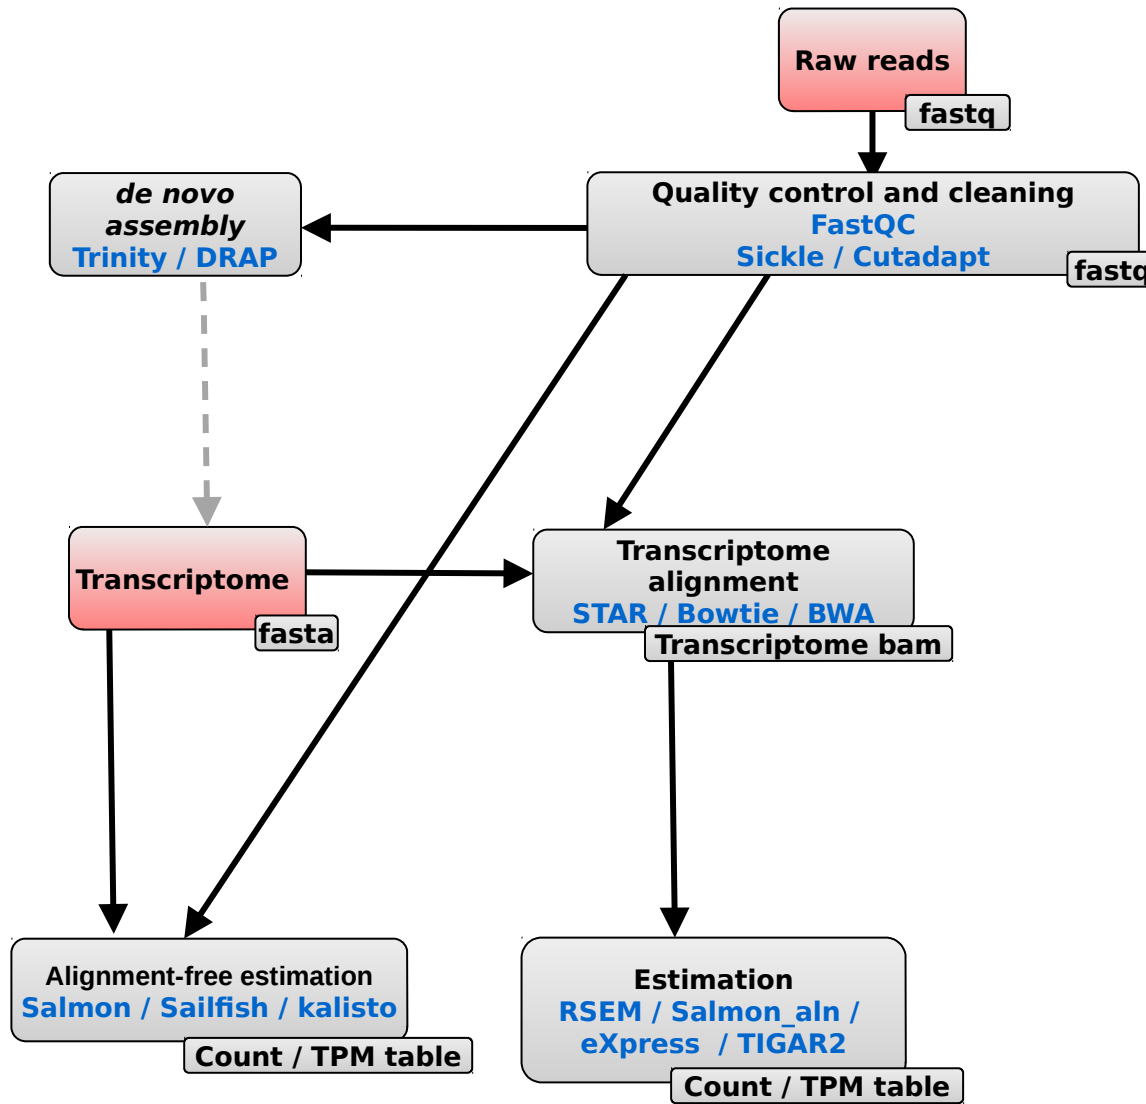 Raw reads
fastq
Quality control and cleaning
FastQC
Sickle / Cutadapt
fastq
de novo
assembly
Trinity / DRAP
Transcriptome
fasta
Transcriptome
alignment
STAR / Bowtie / BWA
Transcriptome bam
Alignment-free estimation
Salmon / Sailfish / kalisto
Count / TPM table
Estimation
RSEM / Salmon_aln /
eXpress / TIGAR2
Count / TPM table